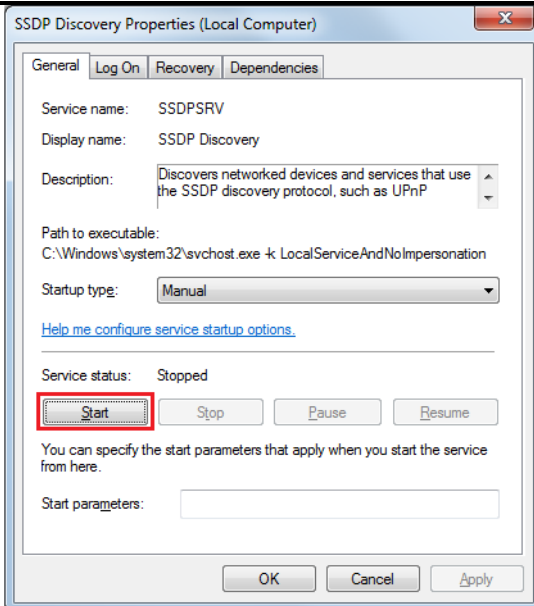 SSDP Discovery Properties (Local Computer)
General Log On Recovery Dependencies
Service name: SSDPSRV
Display name: SSDP Discovery
Description: Discovers networked devices and services that use
the SSDP discovery protocol, such as UPnP
Path to executable:
C:\Windows\system32\svchost.exe -k LocalServiceAndNoImpersonation
Startup type: Manual
Help me configure service startup options.
Service status: Stopped
Start Stop Pause Resume
You can specify the start parameters that apply when you start the service
from here.
Start parameters:
OK Cancel Apply